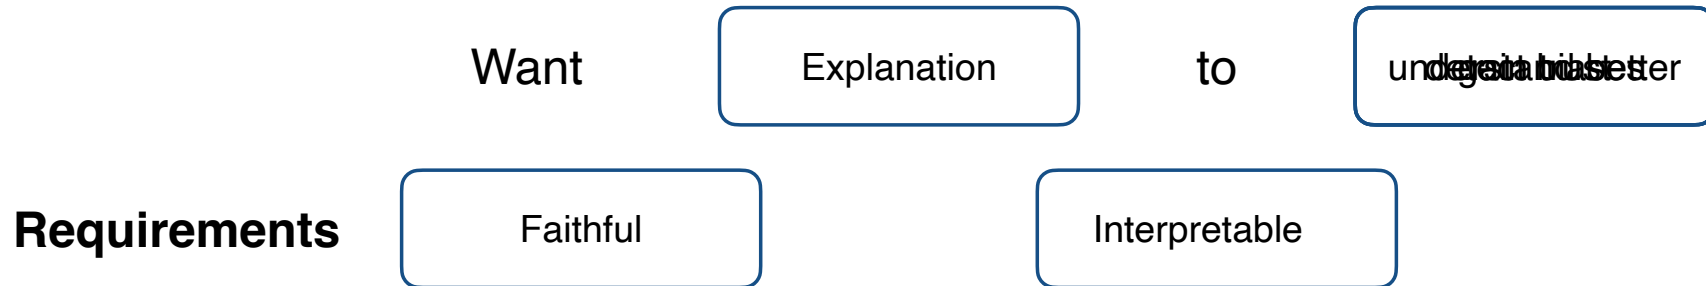 Want Explanation to
Requirements Faithful Interpretable